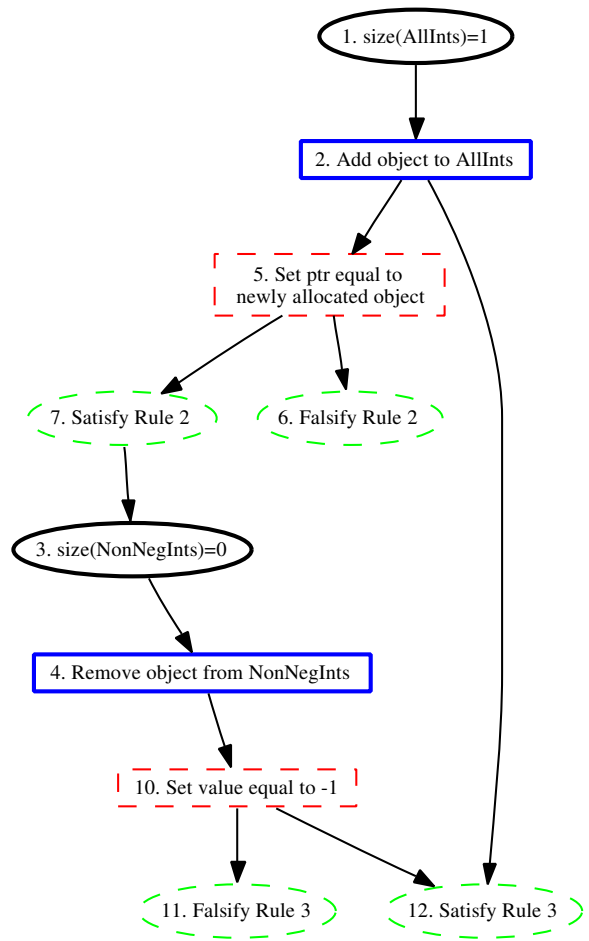 1. size(AllInts)=1
2. Add object to AllInts
5. Set ptr equal to
newly allocated object
7. Satisfy Rule 2
6. Falsify Rule 2
3. size(NonNegInts)=0
4. Remove object from NonNegInts
10. Set value equal to -1
11. Falsify Rule 3
12. Satisfy Rule 3